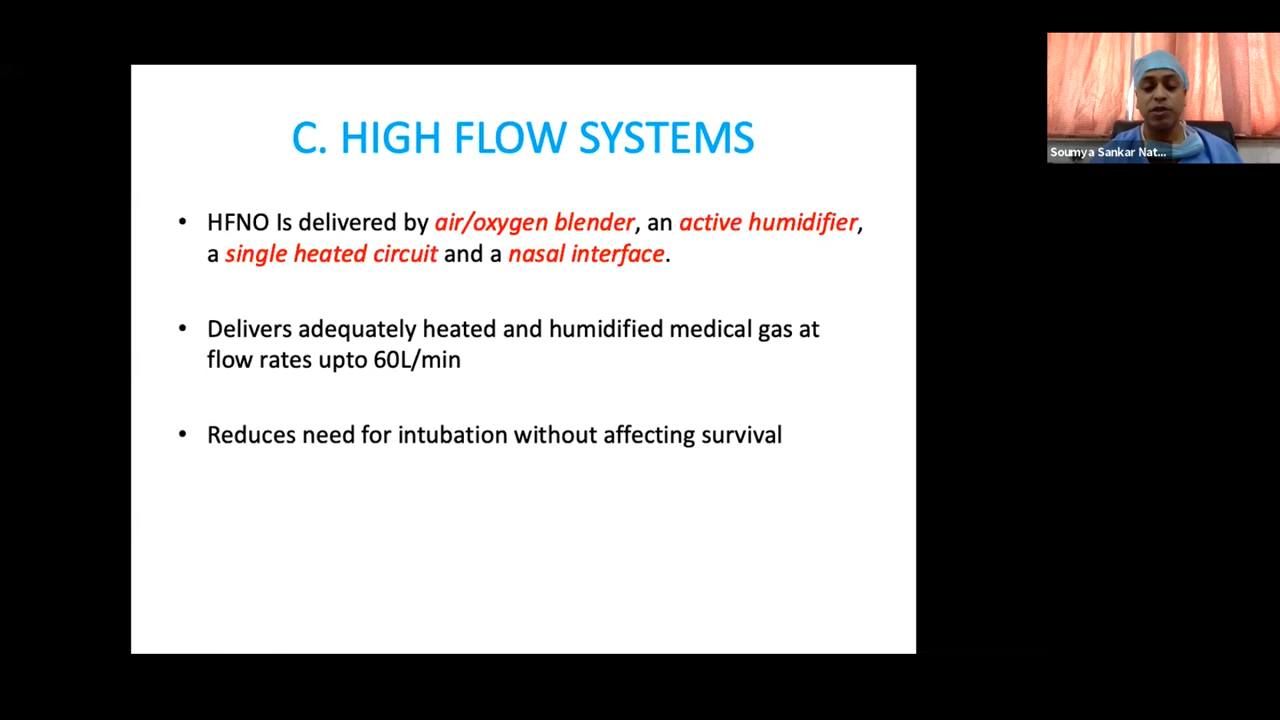 C. HIGH FLOW SYSTEMS
• HFNO Is delivered by air/oxygen blender, an active humidifier,
a single heated circuit and a nasal interface.
• Delivers adequately heated and humidified medical gas at
flow rates upto 60L/min
• Reduces need for intubation without affecting survival
Soumya Sankar Nat...